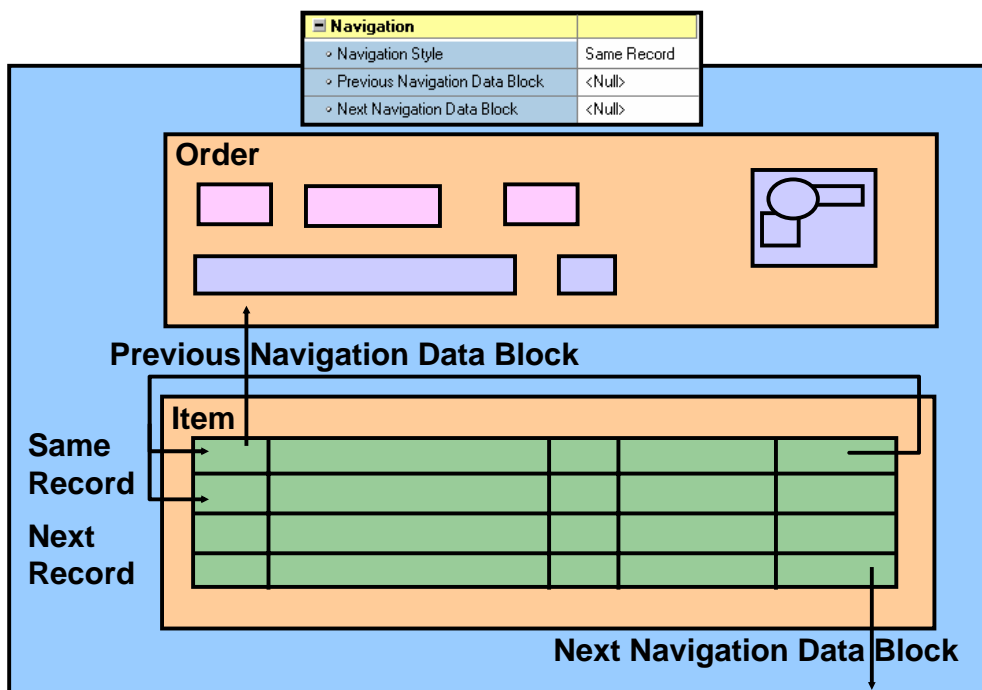 Navigation
Navigation Style Same Record
Previous Navigation Data Block <Null>
Next Navigation Data Block <Null>
Order
Previous Navigation Data Block
Item
Same
Record
Next
Record
Next Navigation Data Block